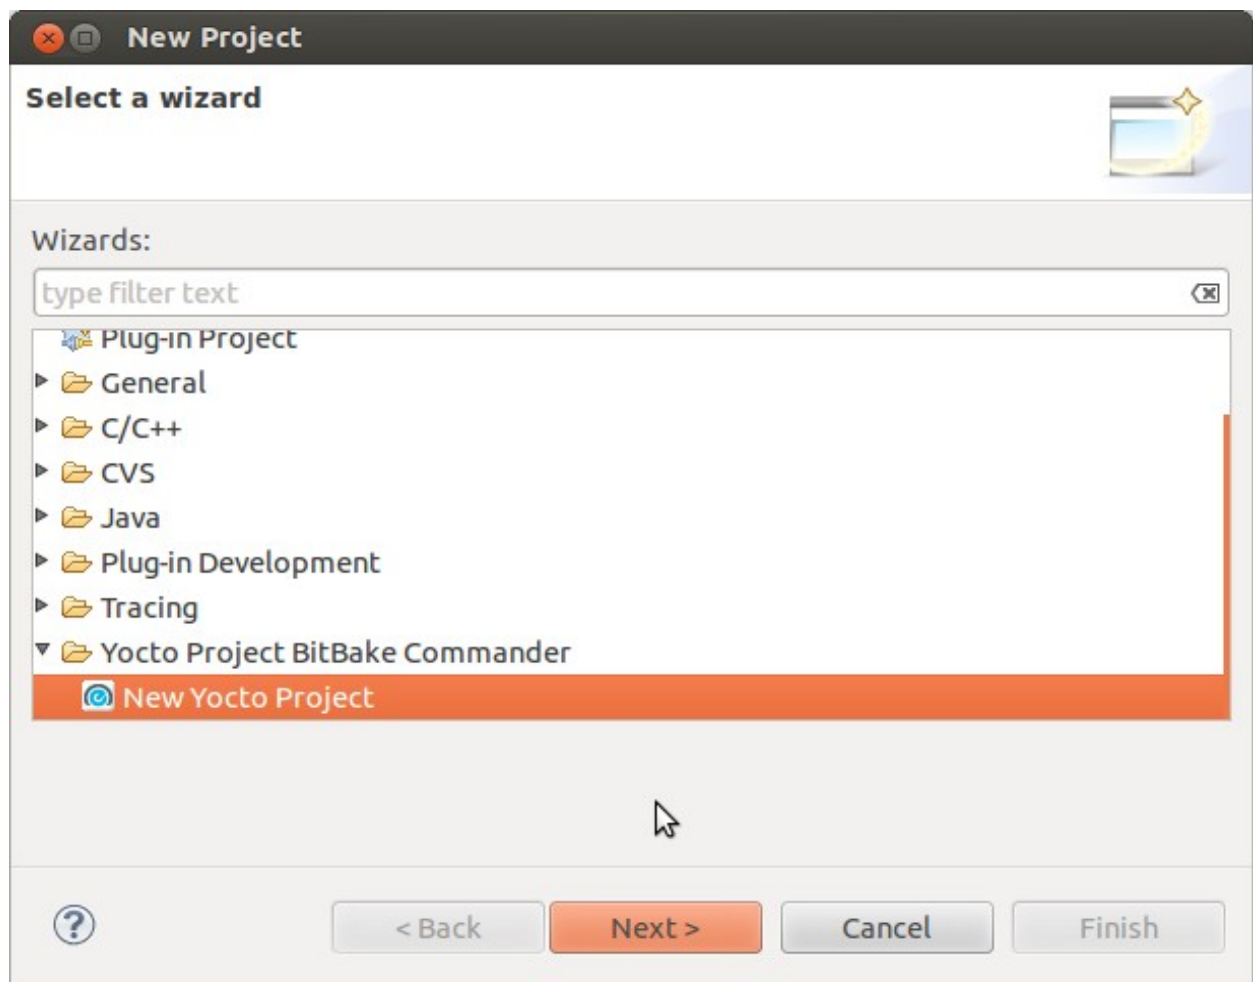 New Project
Select a wizard
Wizards:
type filter text
Plug-in Project
General
C/C++
CVS
Java
Plug-in Development
Tracing
Yocto Project BitBake Commander
New Yocto Project
? < Back Next > Cancel Finish